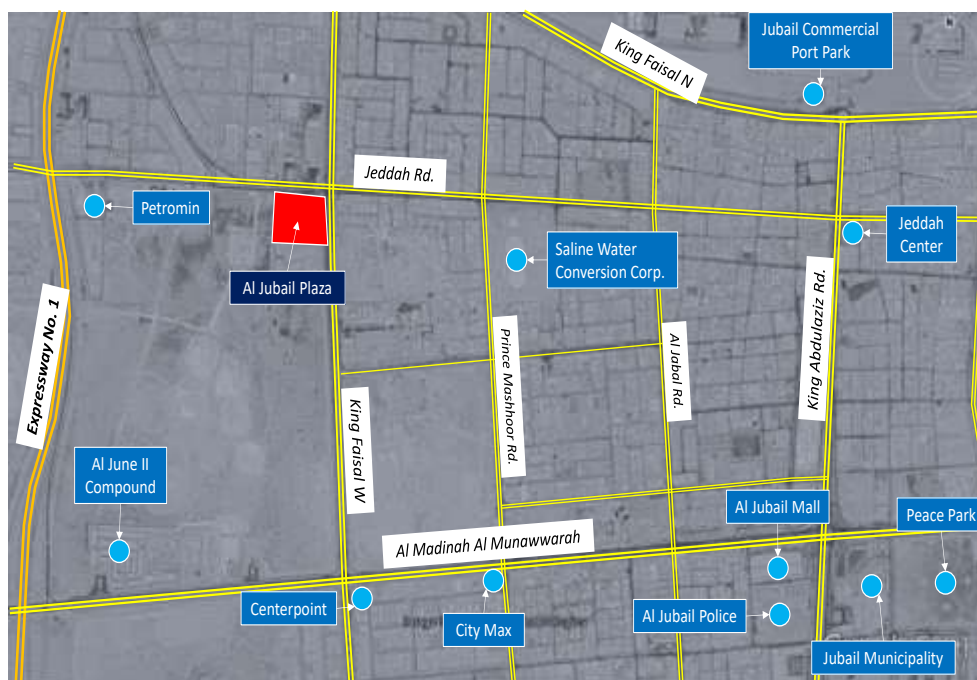 Jubail Commercial
Port Park
King Faisal N
Jeddah Rd.
Petromin
Saline Water
Conversion Corp.
Jeddah
Center
Al Jubail Plaza
Expressway No. 1
King Faisal W
Prince Mashhoor Rd.
Al Jabal Rd.
King Abdulaziz Rd.
Al June II
Compound
Al Jubail Mall
Peace Park
Al Madinah Al Munawwarah
Centerpoint
City Max
Al Jubail Police
Jubail Municipality